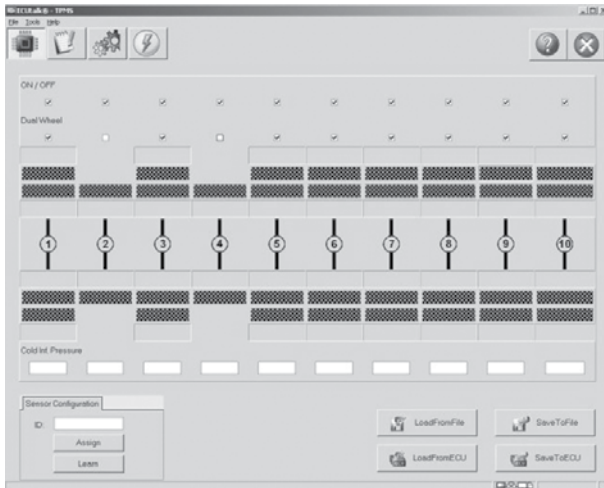 ECUtalk® - TPMS
File Tools Help
ON / OFF
Dual Wheel
1 2 3 4 5 6 7 8 9 10
Cold Inf. Pressure
Sensor Configuration
ID:
Assign
Learn
LoadFromFile
SaveToFile
LoadFromECU
SaveToECU